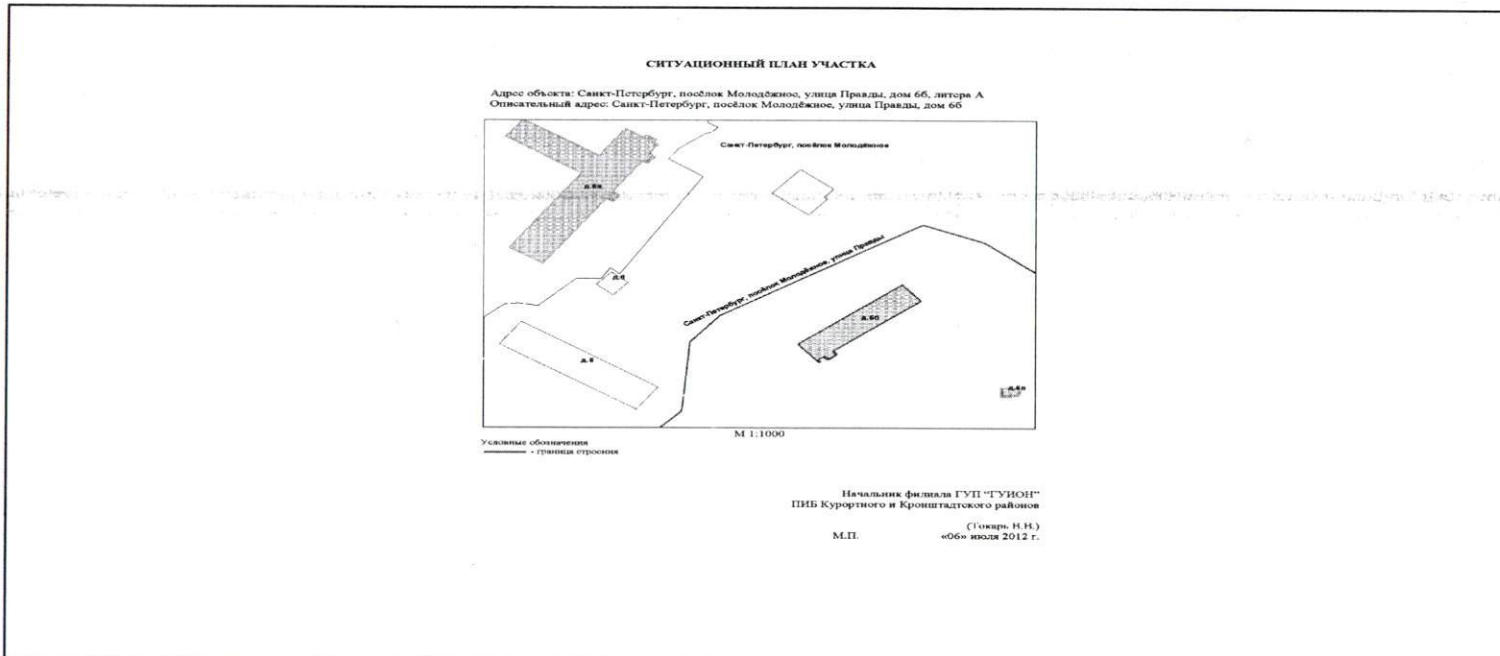 СИТУАЦИОННЫЙ ПЛАН УЧАСТКА
Адрес объекта: Санкт-Петербург, посёлок Молодёжное, улица Правды, дом 6б, литера А
Описательный адрес: Санкт-Петербург, посёлок Молодёжное, улица Правды, дом 6б
Санкт-Петербург, посёлок Молодёжное
Санкт-Петербург, посёлок Молодёжное, улица Правды
д.6б
М 1:1000
Условные обозначения
- граница строения
Начальник филиала ГУП "ГУИОН"
ПИБ Курортного и Кронштадтского районов
(Токарь Н.Н.)
М.П. «06» июля 2012 г.